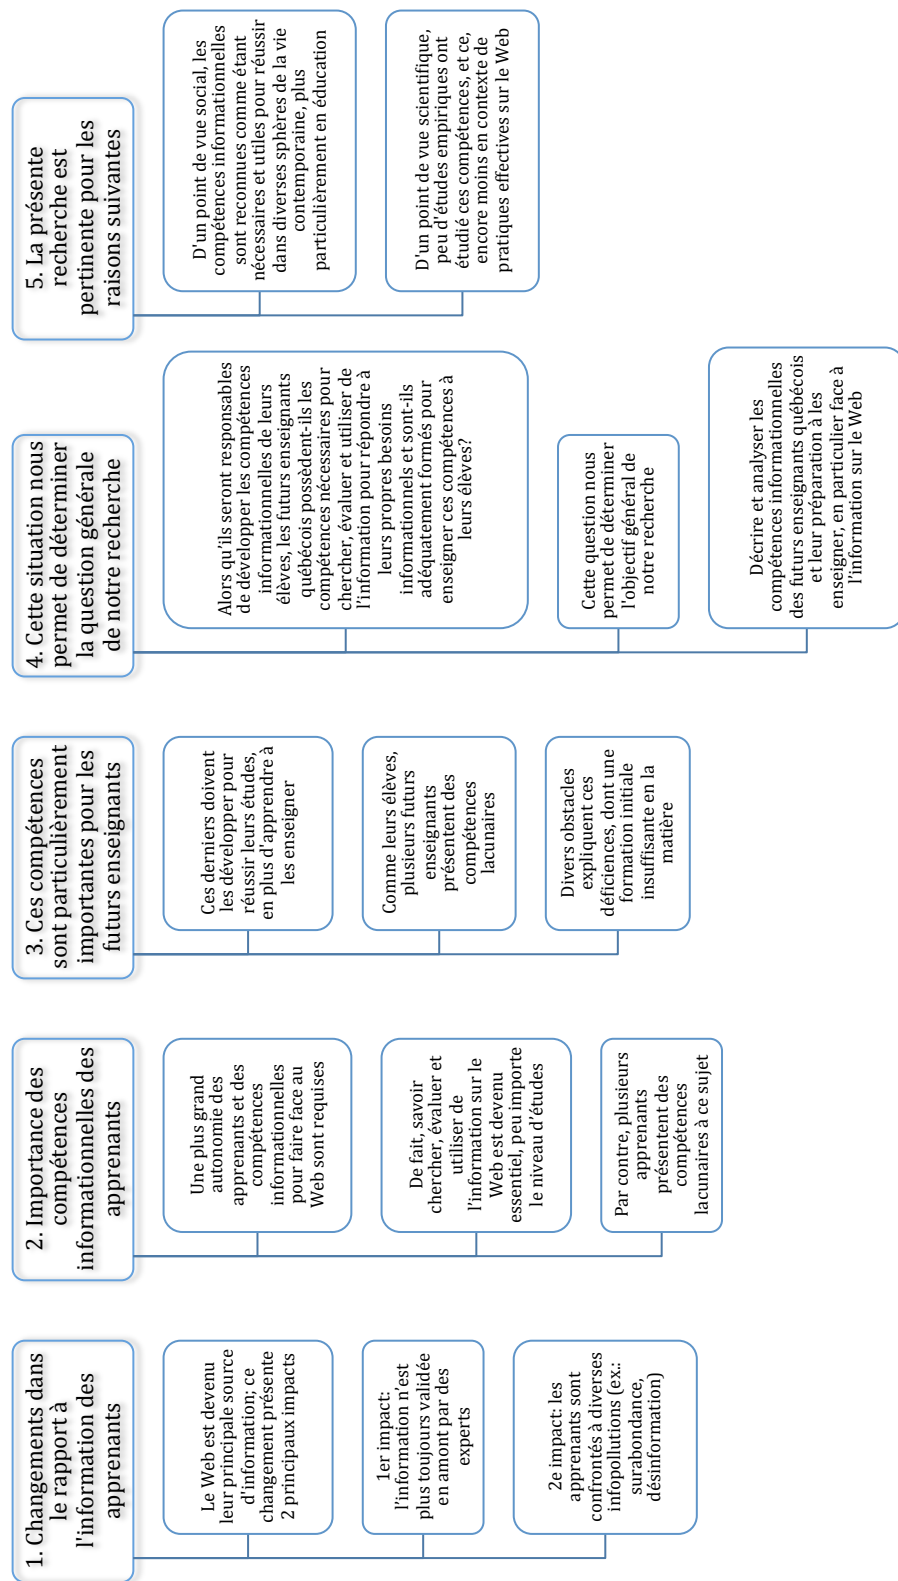 1. Changements dans
le rapport à
l'information des
apprenants
Le Web est devenu
leur principale source
d'information; ce
changement présente
2 principaux impacts
1er impact:
l'information n'est
plus toujours validée
en amont par des
experts
2e impact: les
apprenants sont
confrontés à diverses
infopollutions (ex.:
surabondance,
désinformation)
2. Importance des
compétences
informationnelles des
apprenants
Une plus grand
autonomie des
apprenants et des
compétences
informationnelles
pour faire face au
Web sont requises
De fait, savoir
chercher, évaluer et
utiliser de
l'information sur le
Web est devenu
essentiel, peu importe
le niveau d'études
Par contre, plusieurs
apprenants
présentent des
compétences
lacunaires à ce sujet
3. Ces compétences
sont particulièrement
importantes pour les
futurs enseignants
Ces derniers doivent
les développer pour
réussir leurs études,
en plus d'apprendre à
les enseigner
Comme leurs élèves,
plusieurs futurs
enseignants
présentent des
compétences
lacunaires
Divers obstacles
expliquent ces
déficiences, dont une
formation initiale
insuffisante en la
matière
4. Cette situation nous
permet de déterminer
la question générale
de notre recherche
Alors qu'ils seront responsables
de développer les compétences
informationnelles de leurs
élèves, les futurs enseignants
québécois possèdent-ils les
compétences nécessaires pour
chercher, évaluer et utiliser de
l'information pour répondre à
leurs propres besoins
informationnels et sont-ils
adéquatement formés pour
enseigner ces compétences à
leurs élèves?
Cette question nous
permet de déterminer
l'objectif général de
notre recherche
Décrire et analyser les
compétences informationnelles
des futurs enseignants québécois
et leur préparation à les
enseigner, en particulier face à
l'information sur le Web
5. La présente
recherche est
pertinente pour les
raisons suivantes
D'un point de vue social, les
compétences informationnelles
sont reconnues comme étant
nécessaires et utiles pour réussir
dans diverses sphères de la vie
contemporaine, plus
particulièrement en éducation
D'un point de vue scientifique,
peu d'études empiriques ont
étudié ces compétences, et ce,
encore moins en contexte de
pratiques effectives sur le Web